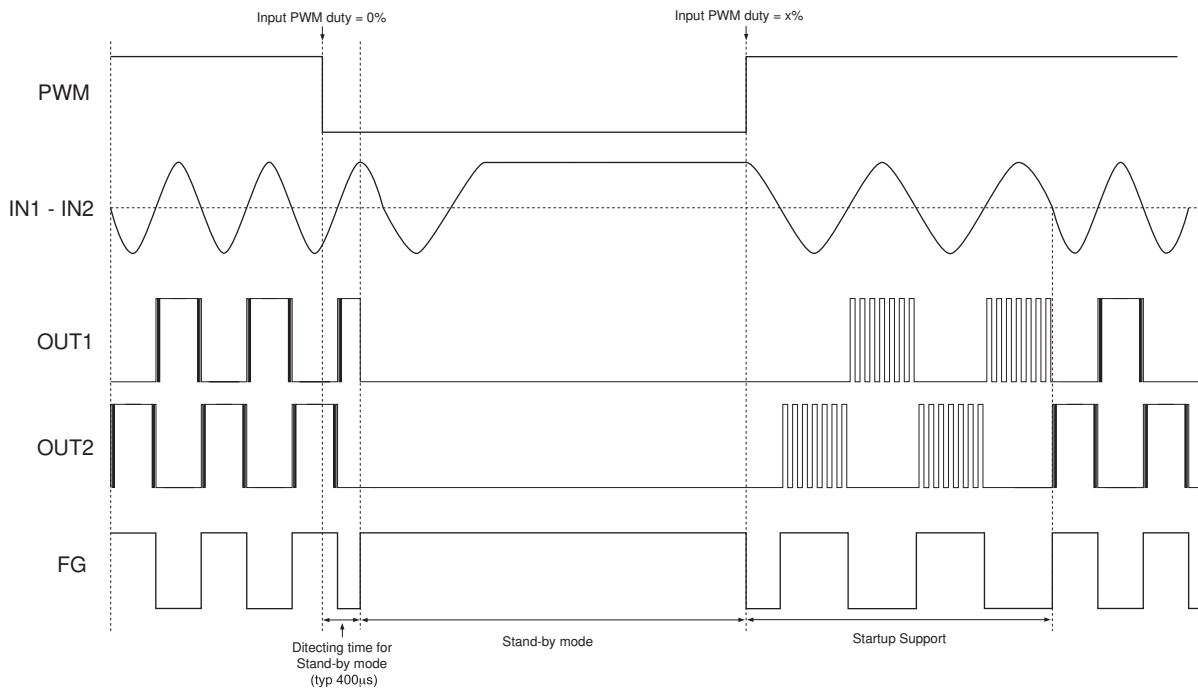 Input PWM duty = 0%
Input PWM duty = x%
PWM
IN1 - IN2
OUT1
OUT2
FG
Ditecting time for
Stand-by mode
(typ 400μs)
Stand-by mode
Startup Support